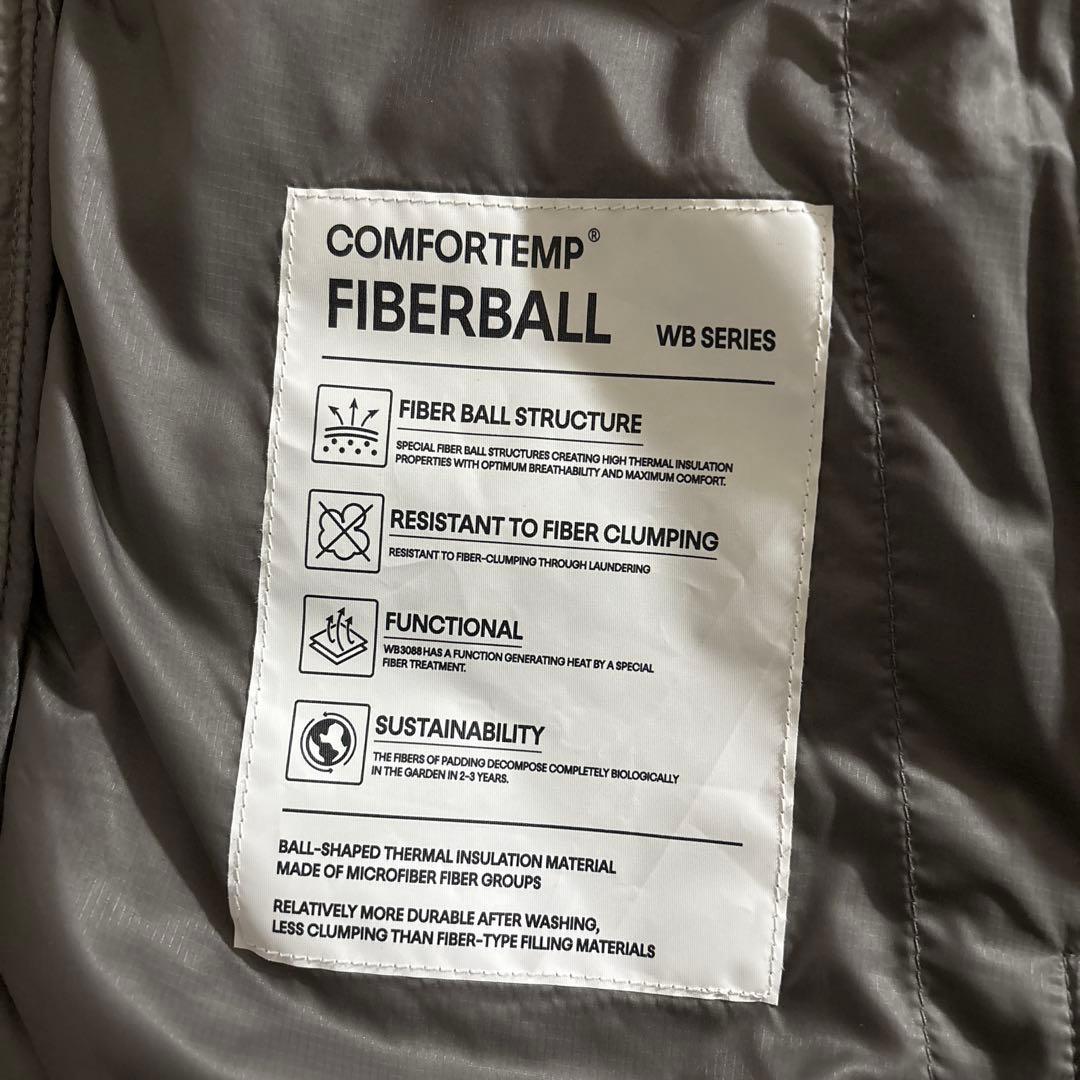 COMFORTEMP®
FIBERBALL WB SERIES
FIBER BALL STRUCTURE
SPECIAL FIBER BALL STRUCTURES CREATING HIGH THERMAL INSULATION
PROPERTIES WITH OPTIMUM BREATHABILITY AND MAXIMUM COMFORT.
RESISTANT TO FIBER CLUMPING
RESISTANT TO FIBER-CLUMPING THROUGH LAUNDERING
FUNCTIONAL
WB3088 HAS A FUNCTION GENERATING HEAT BY A SPECIAL
FIBER TREATMENT.
SUSTAINABILITY
THE FIBERS OF PADDING DECOMPOSE COMPLETELY BIOLOGICALLY
IN THE GARDEN IN 2-3 YEARS.
BALL-SHAPED THERMAL INSULATION MATERIAL
MADE OF MICROFIBER FIBER GROUPS
RELATIVELY MORE DURABLE AFTER WASHING,
LESS CLUMPING THAN FIBER-TYPE FILLING MATERIALS